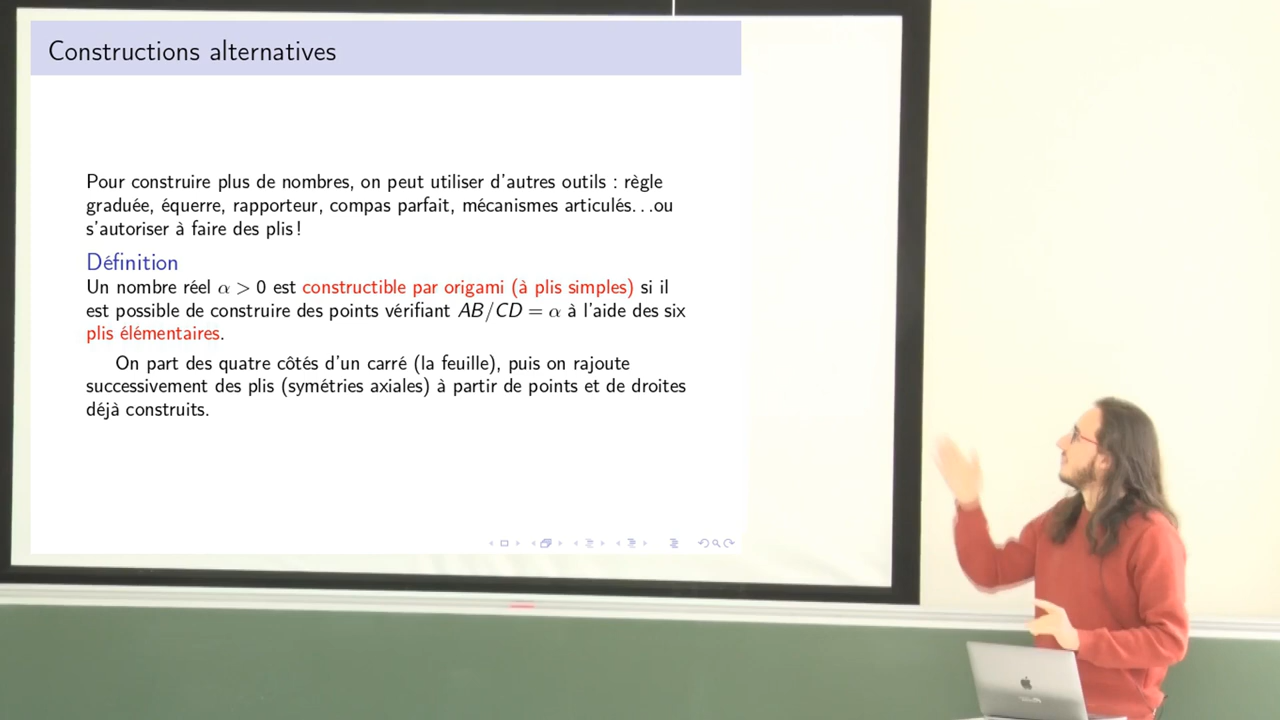 Constructions alternatives
Pour construire plus de nombres, on peut utiliser d'autres outils : règle
graduée, équerre, rapporteur, compas parfait, mécanismes articulés...ou
s'autoriser à faire des plis !
Définition
Un nombre réel α > 0 est constructible par origami (à plis simples) si il
est possible de construire des points vérifiant AB/CD = α à l'aide des six
plis élémentaires.
On part des quatre côtés d'un carré (la feuille), puis on rajoute
successivement des plis (symétries axiales) à partir de points et de droites
déjà construits.